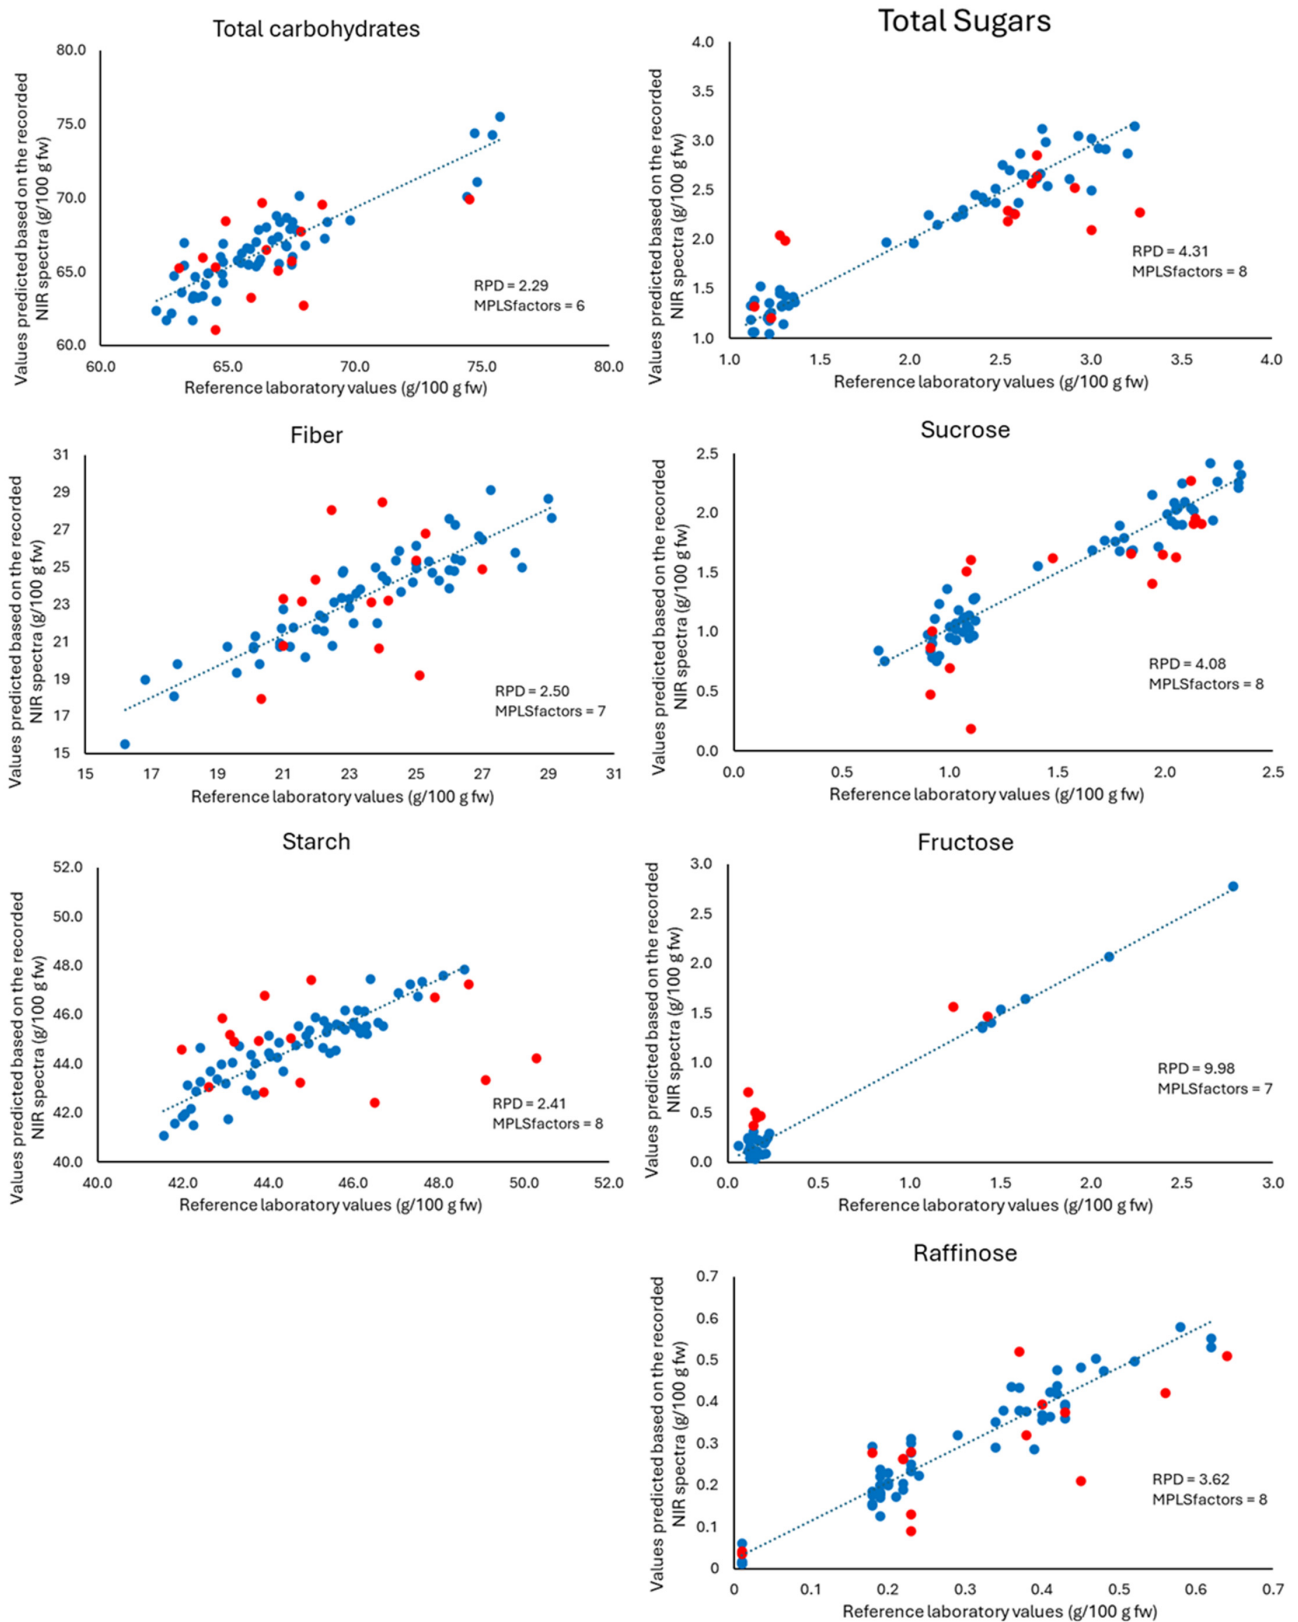 Total carbohydrates
80.0
75.0
70.0
65.0
60.0
Values predicted based on the recorded
NIR spectra (g/100 g fw)
RPD = 2.29
MPLSfactors = 6
60.0 65.0 70.0 75.0 80.0
Reference laboratory values (g/100 g fw)
Total Sugars
4.0
3.5
3.0
2.5
2.0
1.5
1.0
Values predicted based on the recorded
NIR spectra (g/100 g fw)
RPD = 4.31
MPLSfactors = 8
1.0 1.5 2.0 2.5 3.0 3.5 4.0
Reference laboratory values (g/100 g fw)
Fiber
31
29
27
25
23
21
19
17
15
Values predicted based on the recorded
NIR spectra (g/100 g fw)
RPD = 2.50
MPLSfactors = 7
15 17 19 21 23 25 27 29 31
Reference laboratory values (g/100 g fw)
Sucrose
2.5
2.0
1.5
1.0
0.5
0.0
Values predicted based on the recorded
NIR spectra (g/100 g fw)
RPD = 4.08
MPLSfactors = 8
0.0 0.5 1.0 1.5 2.0 2.5
Reference laboratory values (g/100 g fw)
Starch
52.0
50.0
48.0
46.0
44.0
42.0
40.0
Values predicted based on the recorded
NIR spectra (g/100 g fw)
RPD = 2.41
MPLSfactors = 8
40.0 42.0 44.0 46.0 48.0 50.0 52.0
Reference laboratory values (g/100 g fw)
Fructose
3.0
2.5
2.0
1.5
1.0
0.5
0.0
Values predicted based on the recorded
NIR spectra (g/100 g fw)
RPD = 9.98
MPLSfactors = 7
0.0 0.5 1.0 1.5 2.0 2.5 3.0
Reference laboratory values (g/100 g fw)
Raffinose
0.7
0.6
0.5
0.4
0.3
0.2
0.1
0
Values predicted based on the recorded
NIR spectra (g/100 g fw)
RPD = 3.62
MPLSfactors = 8
0 0.1 0.2 0.3 0.4 0.5 0.6 0.7
Reference laboratory values (g/100 g fw)